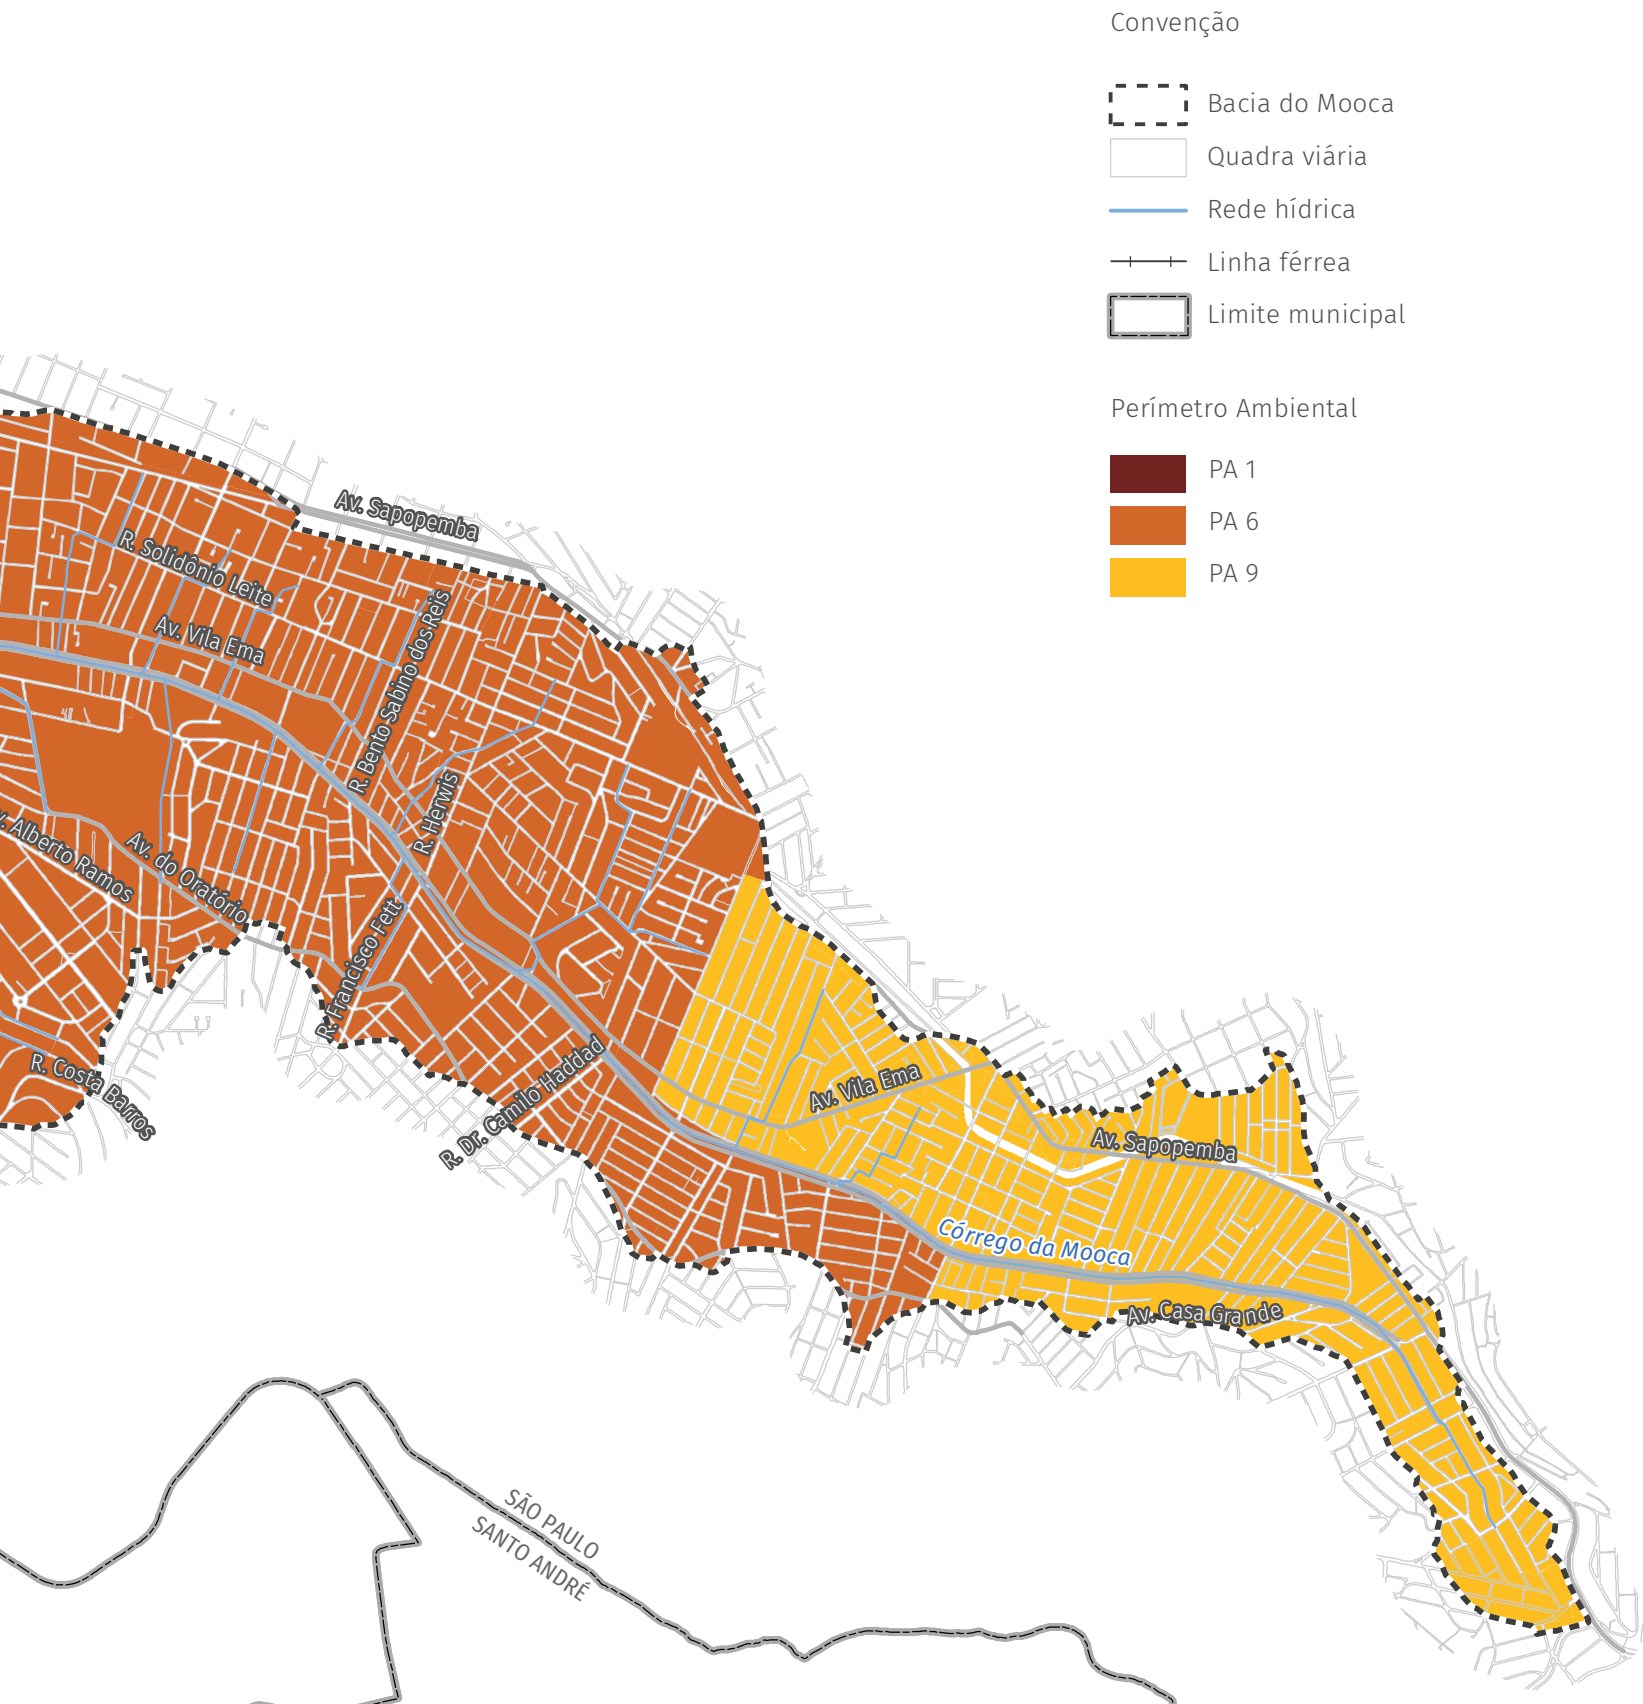 Convenção
Bacia do Mooca
Quadra viária
Rede hídrica
Linha férrea
Limite municipal
Perímetro Ambiental
PA 1
PA 6
PA 9
Av. Sapopemba
R. Solidônio Leite
Av. Vila Ema
R. Bento Sabino dos Reis
R. Herwis
Alberto Ramos
Av. do Oratório
R. Francisco Fett
R. Costa Barros
R. Dr. Camilo Haddad
Av. Vila Ema
Av. Sapopemba
Córrego da Mooca
Av. Casa Grande
SÃO PAULO
SANTO ANDRÉ